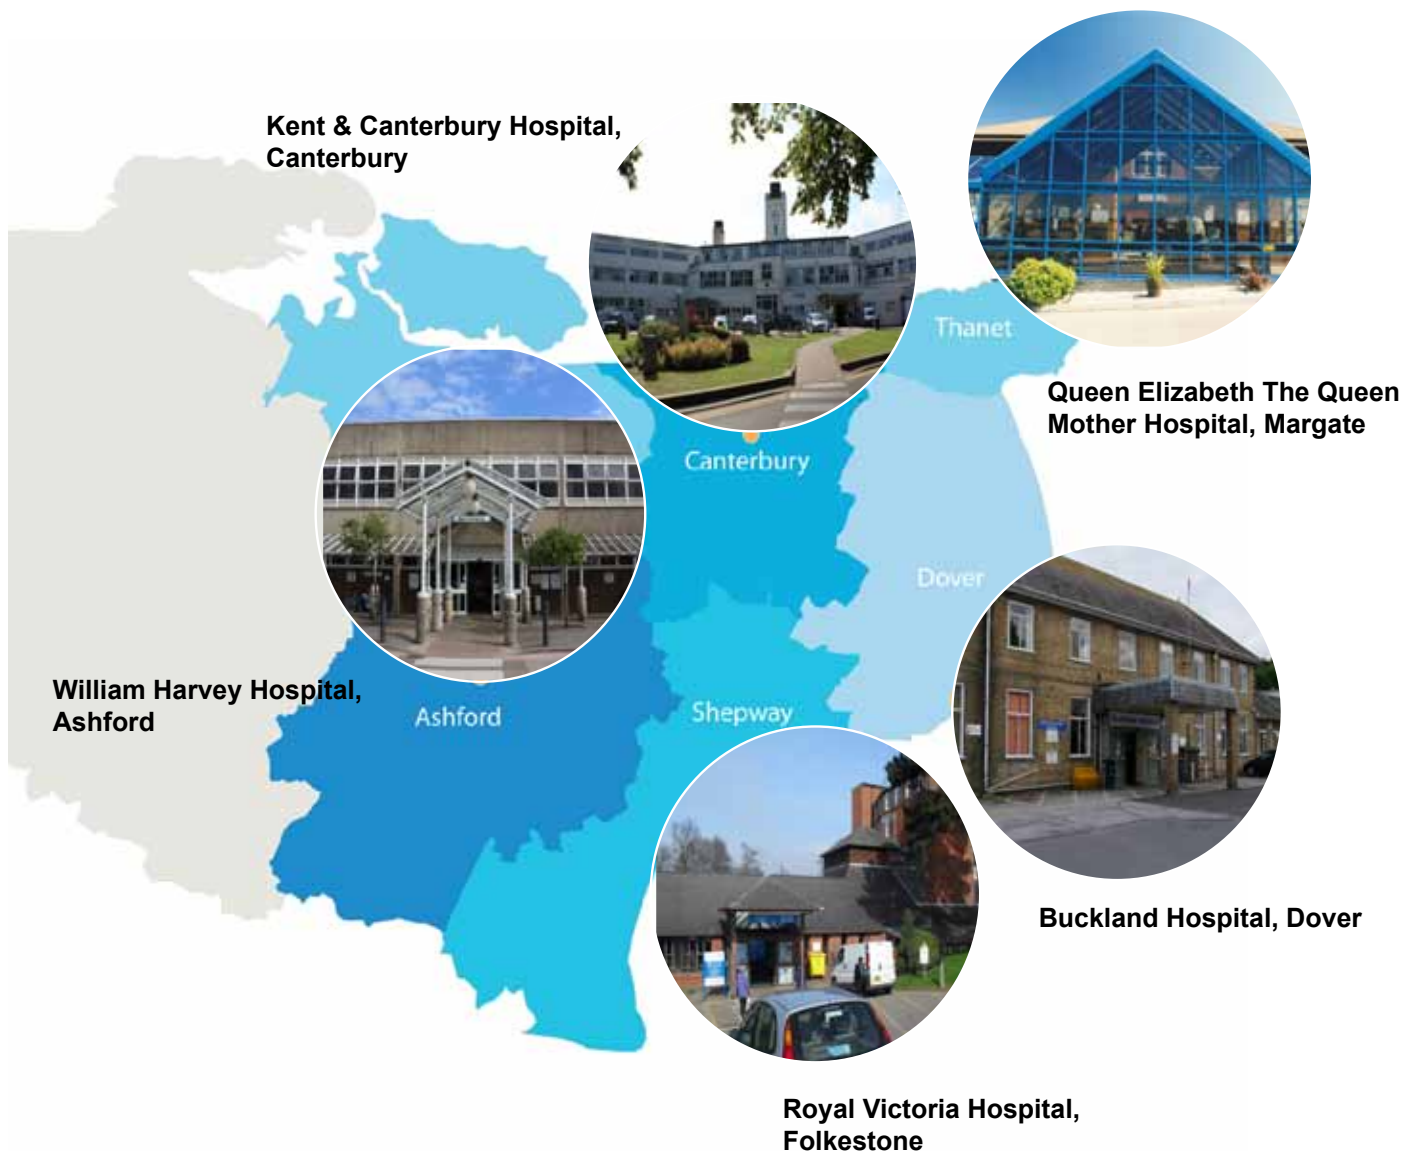 Kent & Canterbury Hospital,
Canterbury
Thanet
Queen Elizabeth The Queen
Mother Hospital, Margate
Canterbury
Dover
William Harvey Hospital,
Ashford
Ashford
Shepway
Buckland Hospital, Dover
Royal Victoria Hospital,
Folkestone